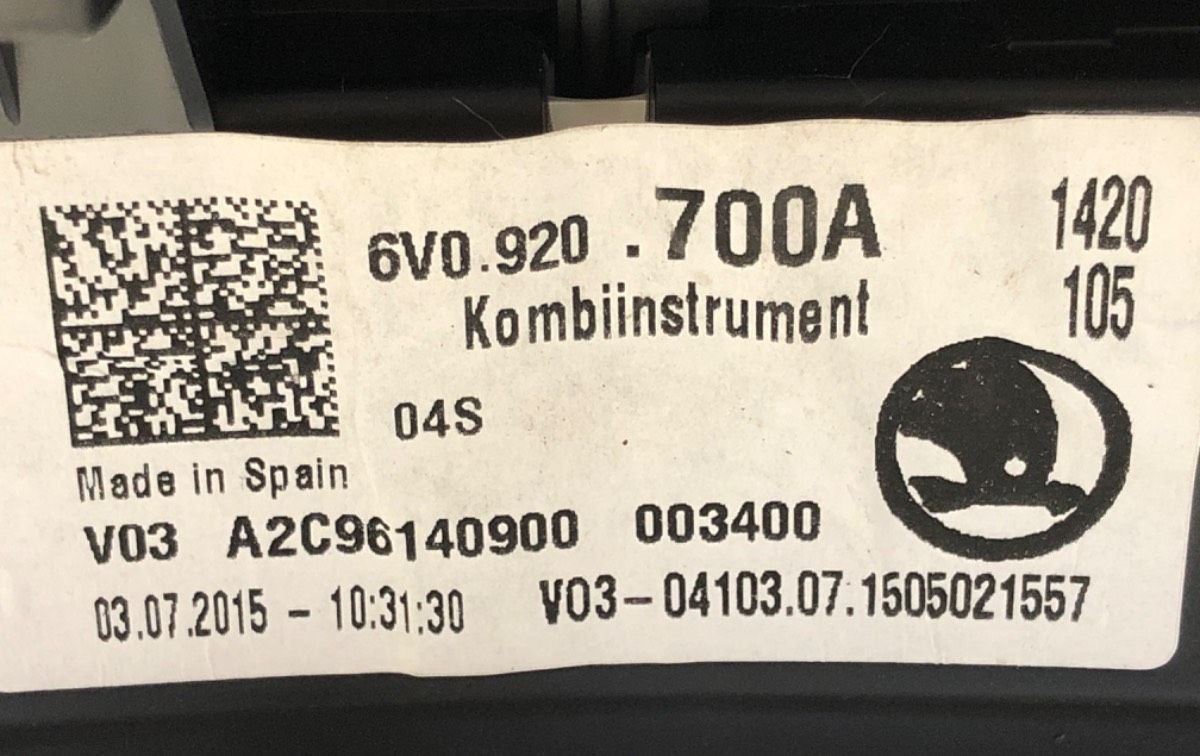 6V0.920 .700A 1420
Kombiinstrument 105
04S
Made in Spain
V03 A2C96140900 003400
03.07.2015 - 10:31:30 V03-04103.07.1505021557